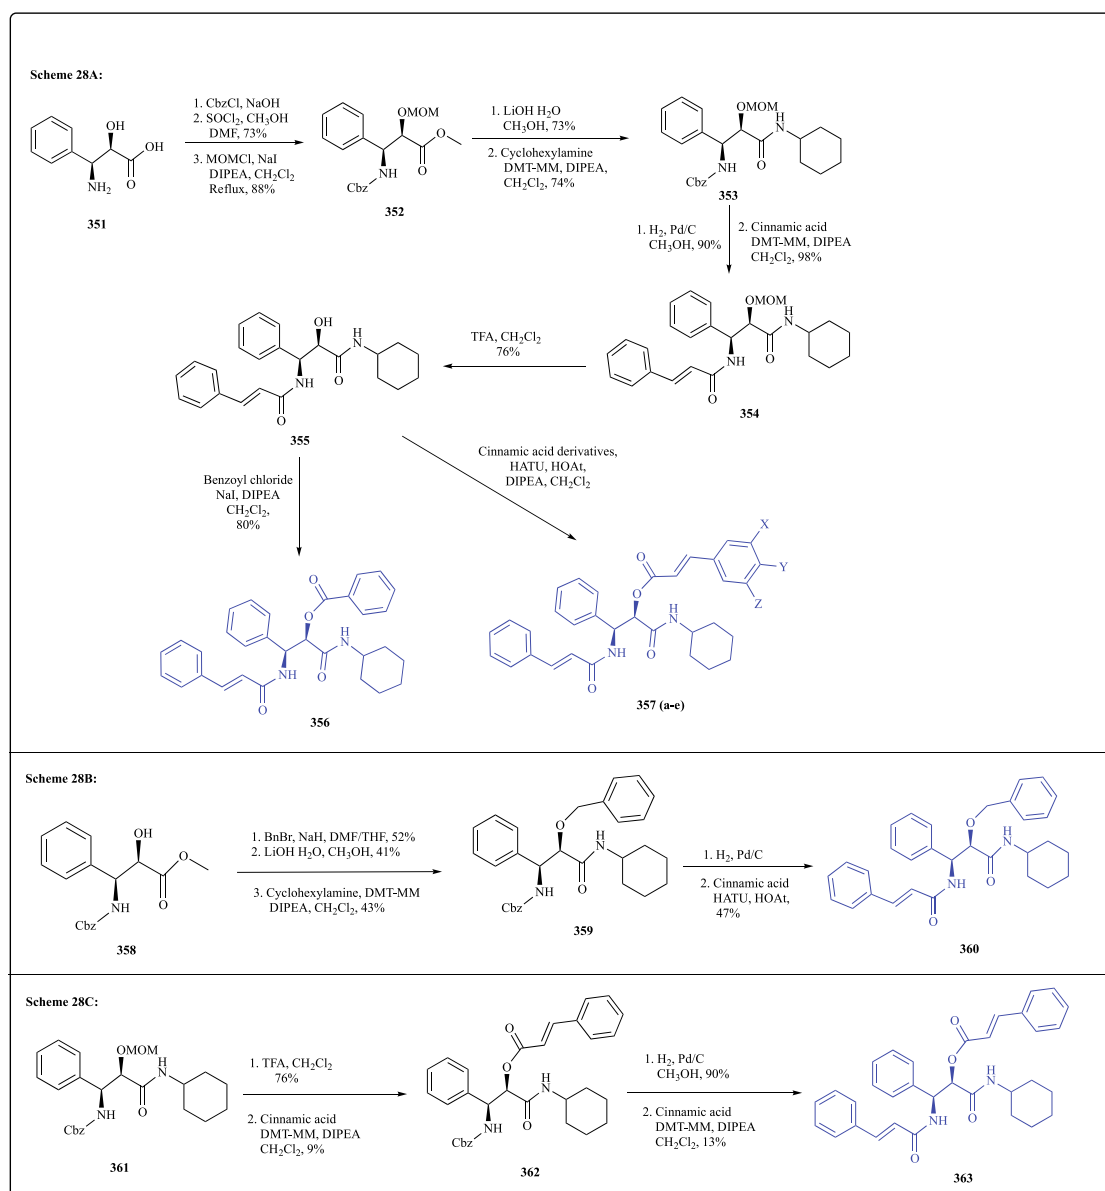 Scheme 28A:
OH
OH
NH2
O
351
1. CbzCl, NaOH
2. SOCl2, CH3OH
DMF, 73%
3. MOMCl, NaI
DIPEA, CH2Cl2
Reflux, 88%
OMOM
O
O
NH
Cbz
352
1. LiOH H2O
CH3OH, 73%
2. Cyclohexylamine
DMT-MM, DIPEA,
CH2Cl2, 74%
OMOM
H
N
O
NH
Cbz
353
1. H2, Pd/C
CH3OH, 90%
2. Cinnamic acid
DMT-MM, DIPEA
CH2Cl2, 98%
OMOM
H
N
O
NH
O
354
TFA, CH2Cl2
76%
OH
H
N
O
NH
O
355
Benzoyl chloride
NaI, DIPEA
CH2Cl2,
80%
Cinnamic acid derivatives,
HATU, HOAt,
DIPEA, CH2Cl2
O
O
H
N
O
NH
O
356
X
Y
Z
O
O
H
N
O
NH
O
357 (a-e)
Scheme 28B:
OH
O
O
NH
Cbz
358
1. BnBr, NaH, DMF/THF, 52%
2. LiOH H2O, CH3OH, 41%
3. Cyclohexylamine, DMT-MM
DIPEA, CH2Cl2, 43%
O
H
N
O
NH
Cbz
359
1. H2, Pd/C
2. Cinnamic acid
HATU, HOAt,
47%
O
H
N
O
NH
O
360
Scheme 28C:
OMOM
H
N
O
NH
Cbz
361
1. TFA, CH2Cl2
76%
2. Cinnamic acid
DMT-MM, DIPEA
CH2Cl2, 9%
O
O
H
N
O
NH
Cbz
362
1. H2, Pd/C
CH3OH, 90%
2. Cinnamic acid
DMT-MM, DIPEA
CH2Cl2, 13%
O
O
H
N
O
NH
O
363